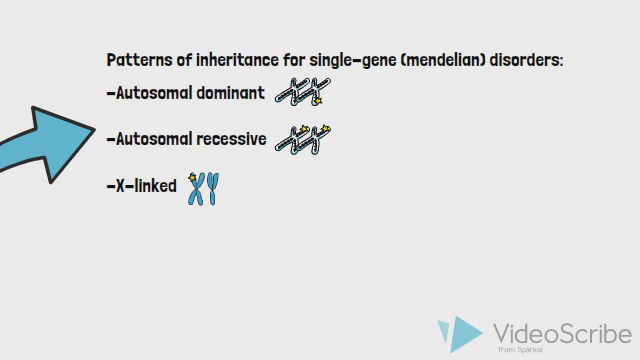 Patterns of inheritance for single-gene (mendelian) disorders:
-Autosomal dominant
-Autosomal recessive
-X-linked
VideoScribe
from Sparkol